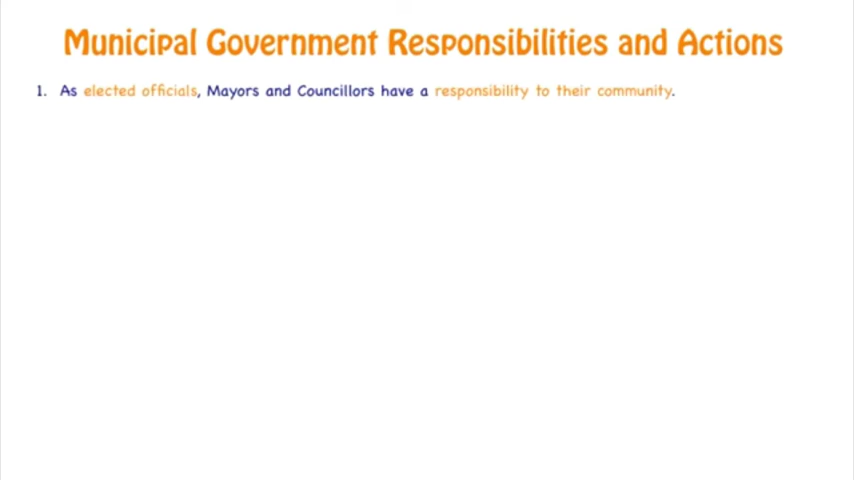 Municipal Government Responsibilities and Actions
1. As elected officials, Mayors and Councillors have a responsibility to their community.